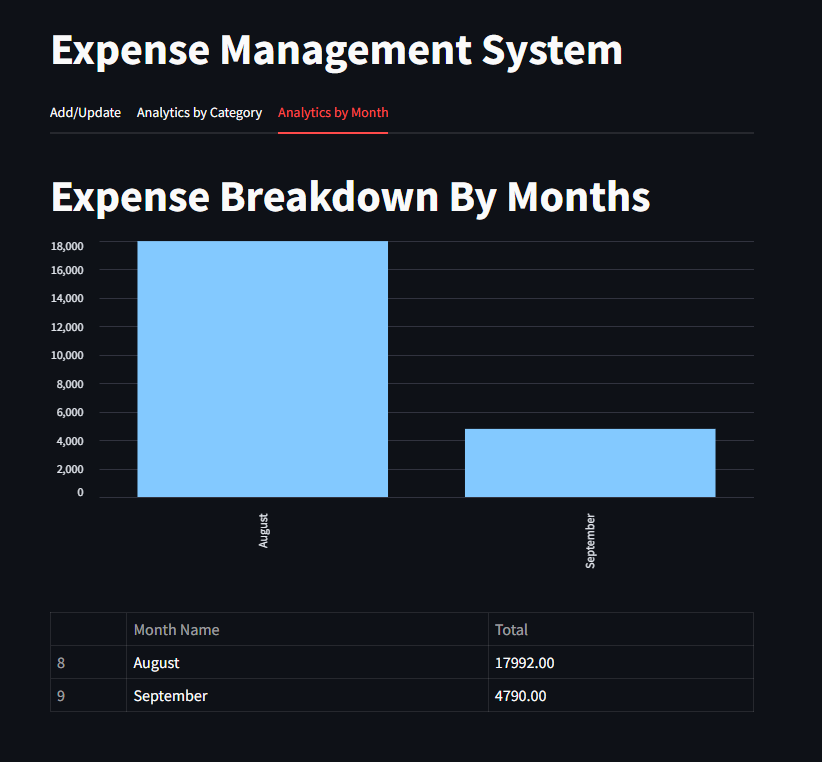 Expense Management System
Add/Update Analytics by Category Analytics by Month
Expense Breakdown By Months
18,000
16,000
14,000
12,000
10,000
8,000
6,000
4,000
2,000
0
August
September
Month Name Total
8 August 17992.00
9 September 4790.00